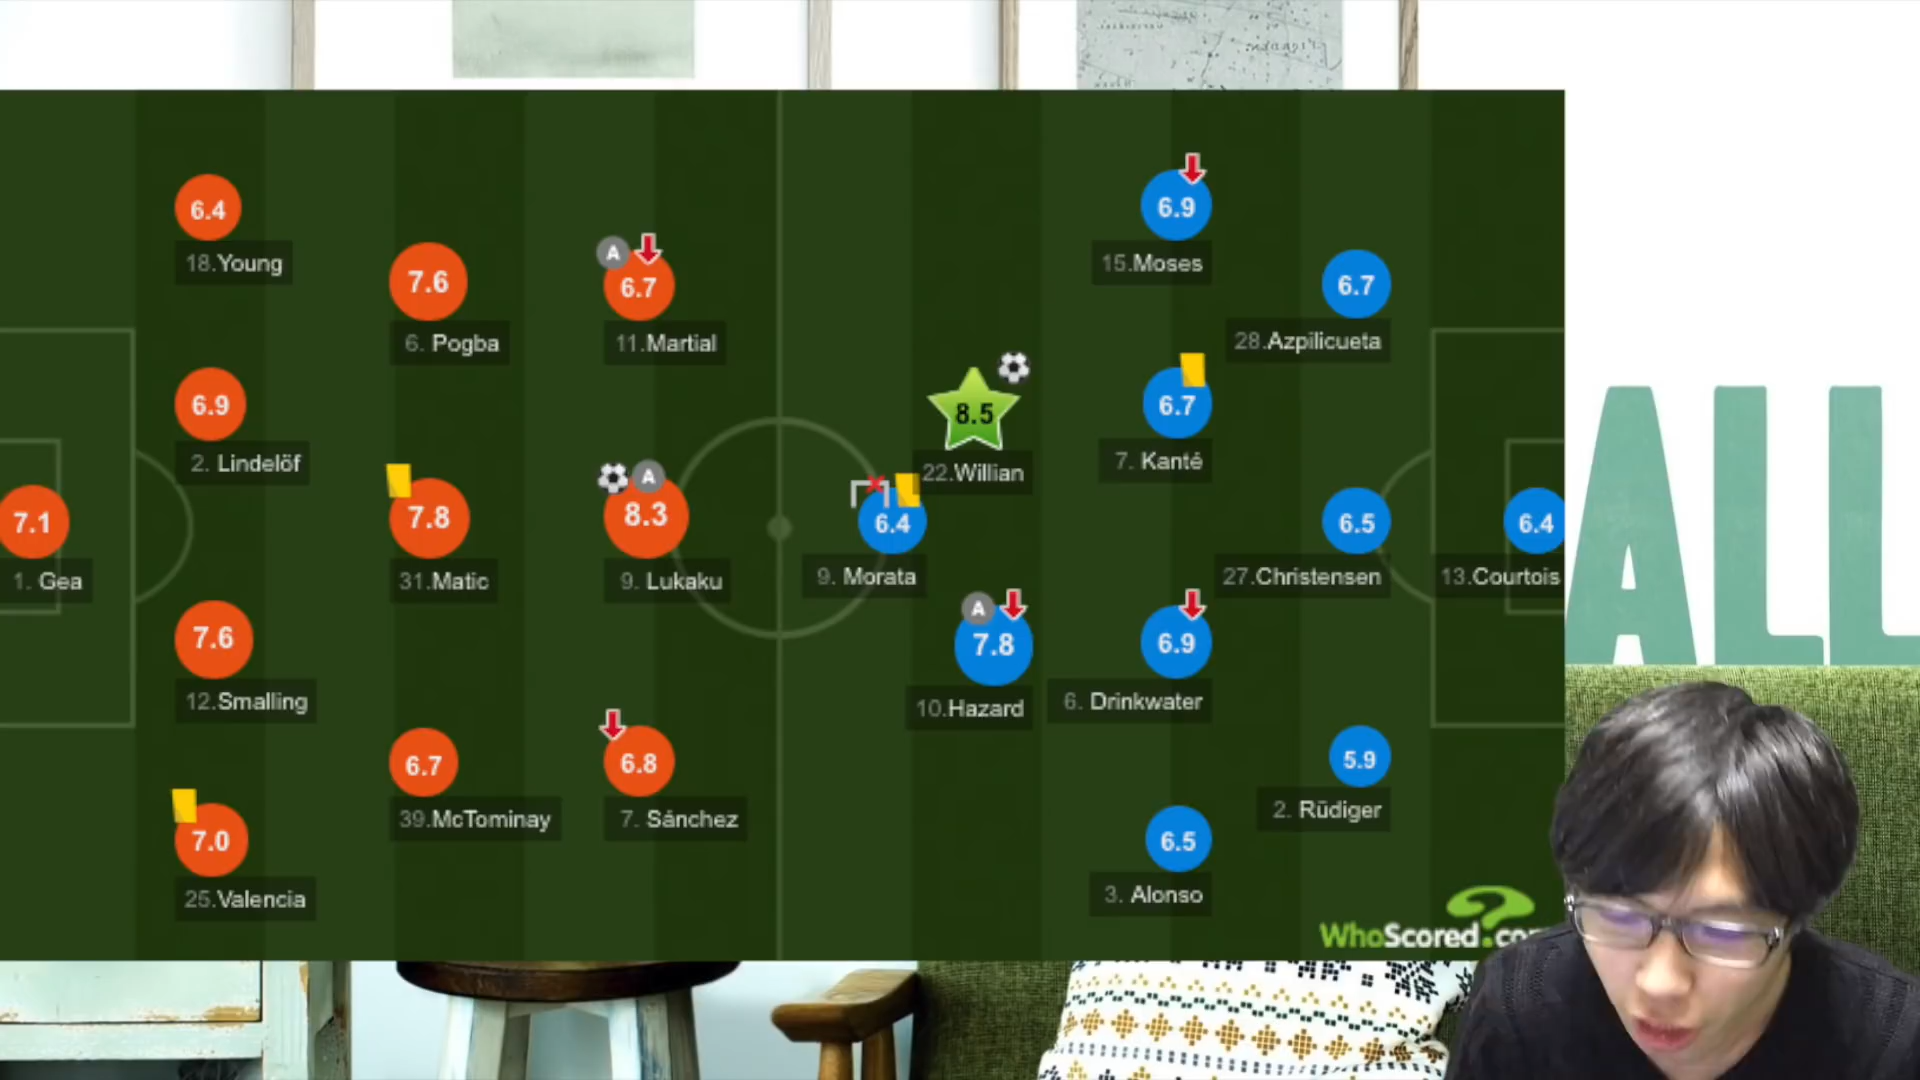 6.4
18.Young
6.9
2. Lindelöf
7.1
1. Gea
7.6
12.Smalling
7.0
25.Valencia
7.6
6. Pogba
7.8
31.Matic
6.7
39.McTominay
A
6.7
11.Martial
A
8.3
9. Lukaku
6.8
7. Sánchez
6.4
9. Morata
8.5
22.Willian
A
7.8
10.Hazard
6.9
15.Moses
6.7
7. Kanté
6.9
6. Drinkwater
6.5
3. Alonso
6.7
28.Azpilicueta
6.5
27.Christensen
5.9
2. Rüdiger
6.4
13.Courtois
WhoScored.com
ALL